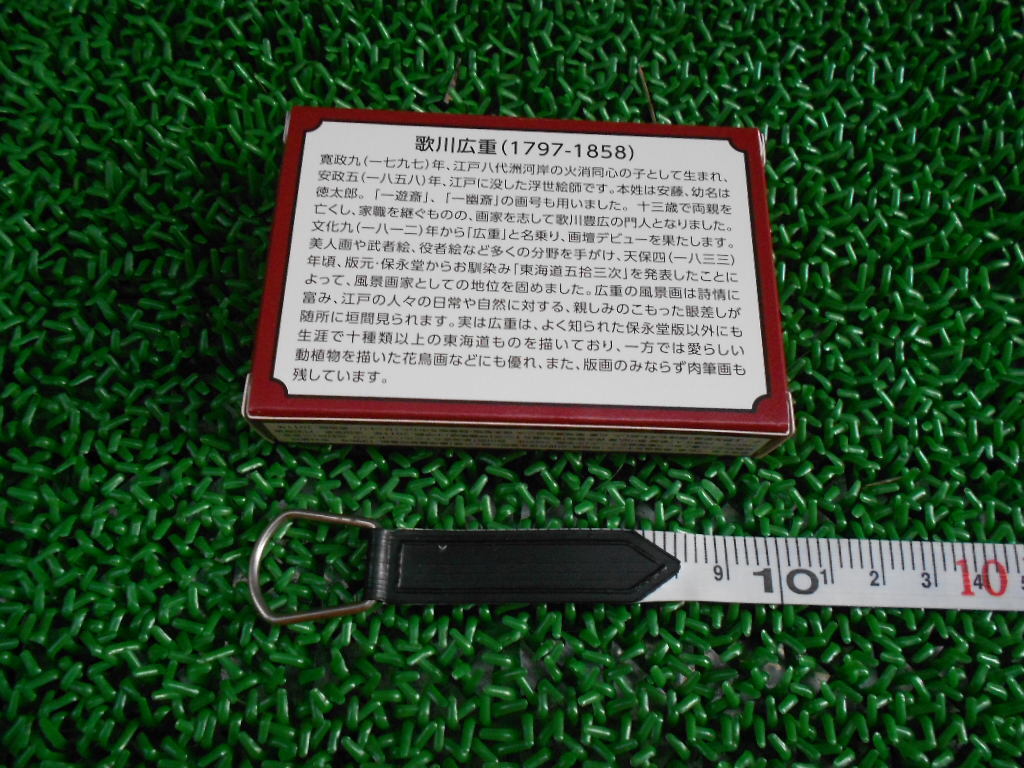 歌川広重(1797-1858)
寛政九(一七九七)年、江戸八代洲河岸の火消同心の子として生まれ、
安政五(一八五八)年、江戸に没した浮世絵師です。本姓は安藤、幼名は
徳太郎。「一遊斎」、「一幽斎」の画号も用いました。十三歳で両親を
亡くし、家職を継ぐものの、画家を志して歌川豊広の門人となりました。
文化九(一八一二)年から「広重」と名乗り、画壇デビューを果たします。
美人画や武者絵、役者絵など多くの分野を手がけ、天保四(一八三三)
年頃、版元・保永堂からお馴染み「東海道五拾三次」を発表したことに
よって、風景画家としての地位を固めました。広重の風景画は詩情に
富み、江戸の人々の日常や自然に対する、親しみのこもった眼差しが
随所に垣間見られます。実は広重は、よく知られた保永堂版以外にも
生涯で十種類以上の東海道ものを描いており、一方では愛らしい
動植物を描いた花鳥画などにも優れ、また、版画のみならず肉筆画も
残しています。
9 10 1 2 3 4 10